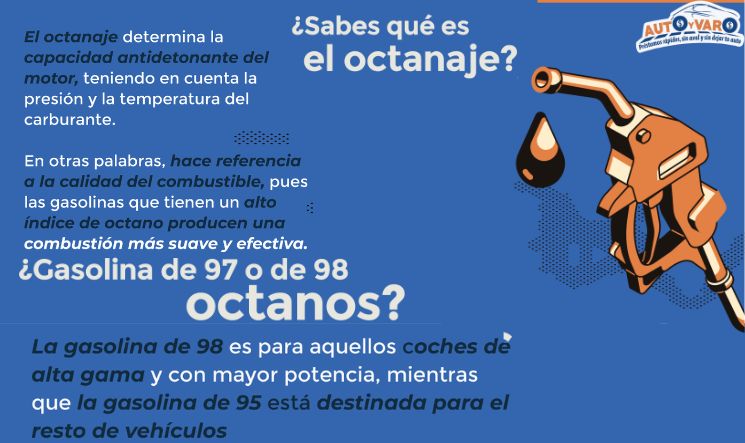 AUTO Y VARO
Préstamos rápidos, sin aval y sin dejar tu auto
¿Sabes qué es
el octanaje?
El octanaje determina la
capacidad antidetonante del
motor, teniendo en cuenta la
presión y la temperatura del
carburante.
En otras palabras, hace referencia
a la calidad del combustible, pues
las gasolinas que tienen un alto
índice de octano producen una
combustión más suave y efectiva.
¿Gasolina de 97 o de 98
octanos?
La gasolina de 98 es para aquellos coches de
alta gama y con mayor potencia, mientras
que la gasolina de 95 está destinada para el
resto de vehículos